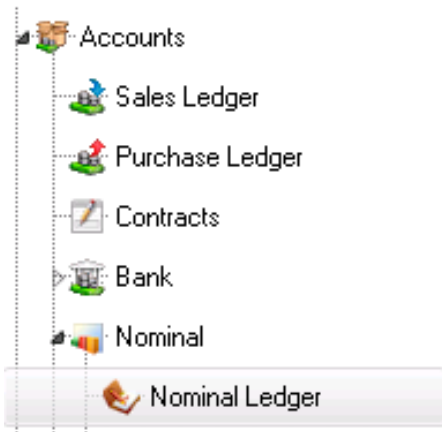 Accounts
Sales Ledger
Purchase Ledger
Contracts
Bank
Nominal
Nominal Ledger